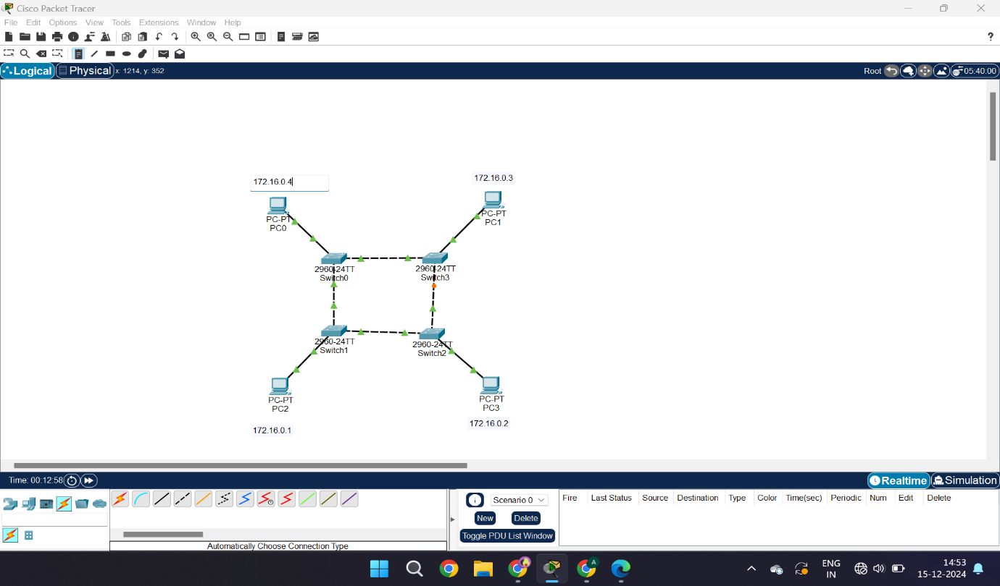 Cisco Packet Tracer
File Edit Options View Tools Extensions Window Help
?
Logical Physical x: 1214, y: 352 Root 05:40:00
172.16.0.4
172.16.0.3
PC-PT
PC0
PC-PT
PC1
2960-24TT
Switch0
2960-24TT
Switch3
2960-24TT
Switch1
2960-24TT
Switch2
PC-PT
PC2
PC-PT
PC3
172.16.0.1
172.16.0.2
Time: 00:12:58 Realtime Simulation
Scenario 0
New Delete
Toggle PDU List Window
Fire Last Status Source Destination Type Color Time(sec) Periodic Num Edit Delete
Automatically Choose Connection Type
A
ENG
IN
14:53
15-12-2024